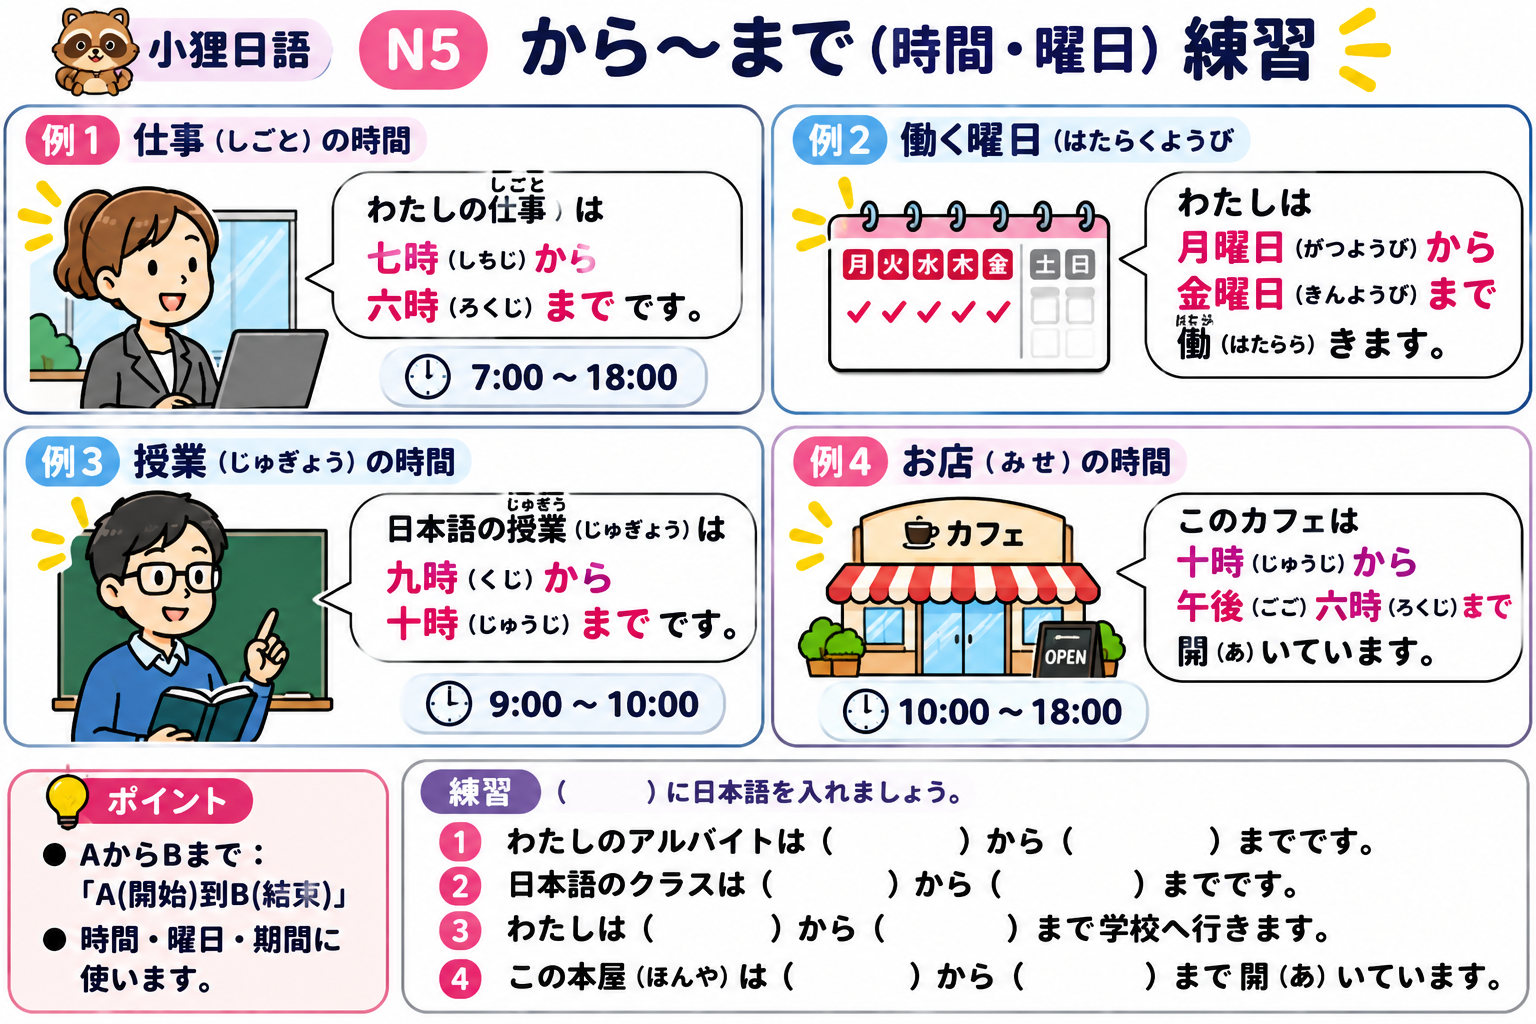 小狸日語
N5
から～まで（時間・曜日）練習
例1 仕事（しごと）の時間
しごと
わたしの仕事 ）は
七時（しちじ）から
六時（ろくじ）まで です。
7:00 ～ 18:00
例2 働く曜日（はたらくようび
月 火 水 木 金 土 日
わたしは
月曜日（がつようび）から
金曜日（きんようび）まで
働（はたらら）きます。
例3 授業（じゅぎょう）の時間
じゅぎう
日本語の授業（じゅぎょう）は
九時（くじ）から
十時（じゅうじ）まで です。
9:00 ～ 10:00
例4 お店（みせ）の時間
カフェ
OPEN
このカフェは
十時（じゅうじ）から
午後（ごご）六時（ろくじ）まで
開（あ）いています。
10:00 ～ 18:00
ポイント
● AからBまで：
「A(開始)到B(結束)」
● 時間・曜日・期間に
使います。
練習 （　　　）に日本語を入れましょう。
1 わたしのアルバイトは（　　　）から（　　　）までです。
2 日本語のクラスは（　　　）から（　　　）までです。
3 わたしは（　　　）から（　　　）まで学校へ行きます。
4 この本屋（ほんや）は（　　　）から（　　　）まで 開（あ）いています。